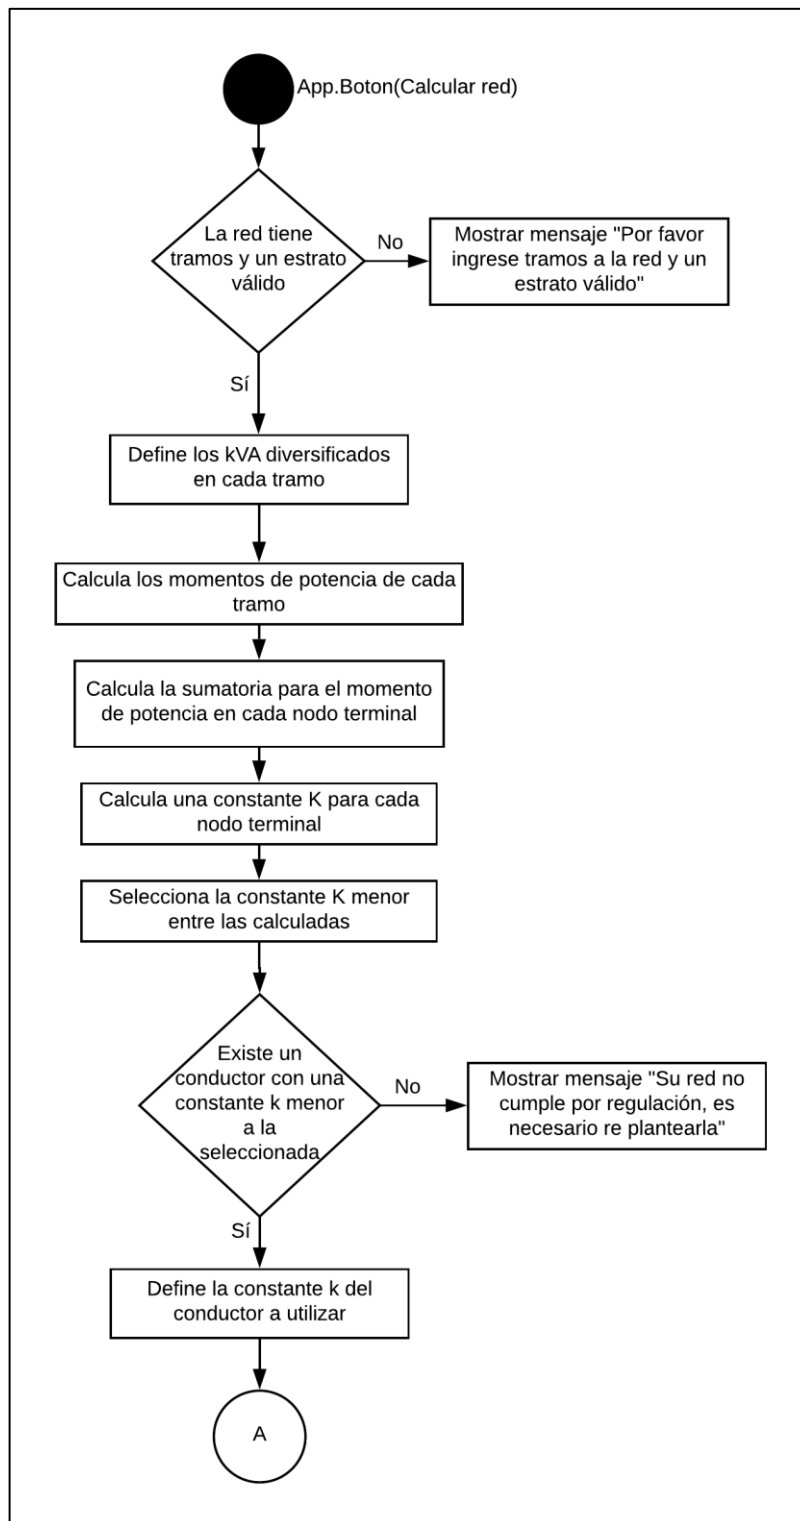 App.Boton(Calcular red)
La red tiene
tramos y un estrato
válido
No
Mostrar mensaje "Por favor
ingrese tramos a la red y un
estrato válido"
Sí
Define los kVA diversificados
en cada tramo
Calcula los momentos de potencia de cada
tramo
Calcula la sumatoria para el momento
de potencia en cada nodo terminal
Calcula una constante K para cada
nodo terminal
Selecciona la constante K menor
entre las calculadas
Existe un
conductor con una
constante k menor
a la
seleccionada
No
Mostrar mensaje "Su red no
cumple por regulación, es
necesario re plantearla"
Sí
Define la constante k del
conductor a utilizar
A